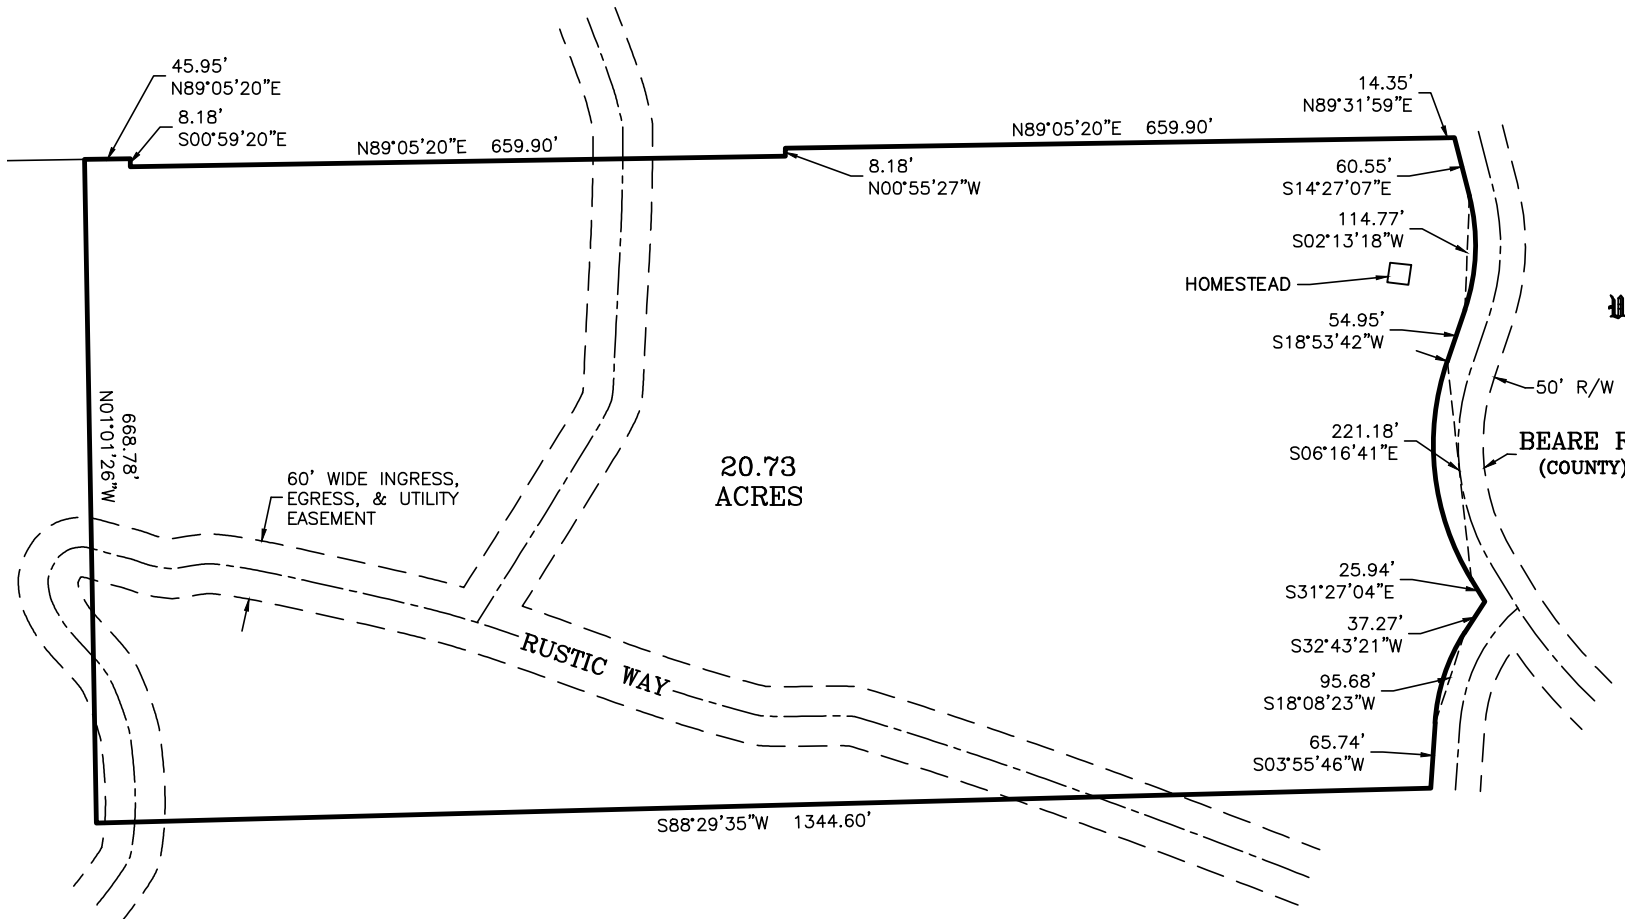 45.95'
N89°05'20"E
8.18'
S00°59'20"E
N89°05'20"E 659.90'
8.18'
N00°55'27"W
N89°05'20"E 659.90'
14.35'
N89°31'59"E
60.55'
S14°27'07"E
114.77'
S02°13'18"W
HOMESTEAD
54.95'
S18°53'42"W
50' R/W
BEARE
(COUNTY)
221.18'
S06°16'41"E
668.78'
N01°01'26"W
20.73
ACRES
60' WIDE INGRESS,
EGRESS, & UTILITY
EASEMENT
25.94'
S31°27'04"E
37.27'
S32°43'21"W
RUSTIC WAY
95.68'
S18°08'23"W
65.74'
S03°55'46"W
S88°29'35"W 1344.60'